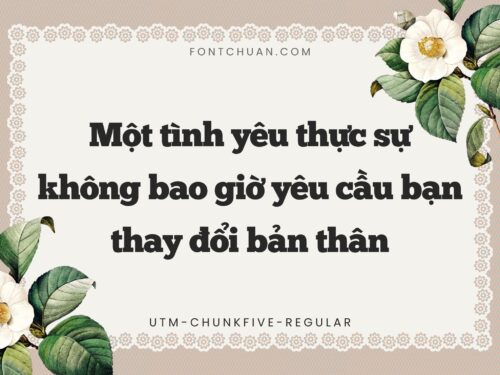 FONTCHUAN.COM
Một tình yêu thực sự
không bao giờ yêu cầu bạn
thay đổi bản thân
UTM-CHUNKFIVE-REGULAR